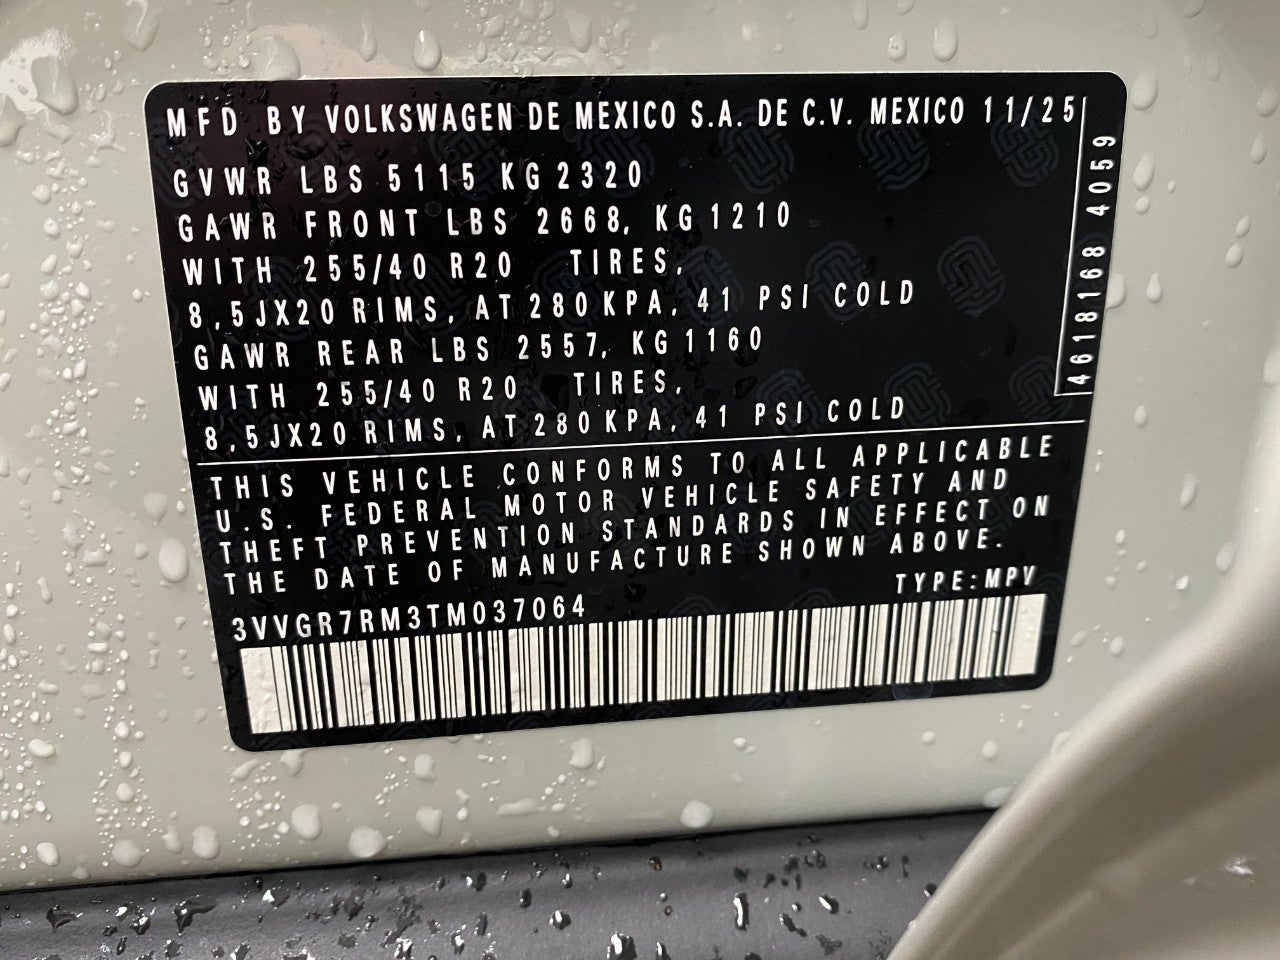 MFD BY VOLKSWAGEN DE MEXICO S.A. DE C.V. MEXICO 11/25
GVWR LBS 5115 KG 2320
GAWR FRONT LBS 2668, KG 1210
WITH 255/40 R20 TIRES,
8,5JX20 RIMS, AT 280 KPA, 41 PSI COLD
GAWR REAR LBS 2557, KG 1160
WITH 255/40 R20 TIRES,
8,5JX20 RIMS, AT 280 KPA, 41 PSI COLD
4618168 4059
THIS VEHICLE CONFORMS TO ALL APPLICABLE
U.S. FEDERAL MOTOR VEHICLE SAFETY AND
THEFT PREVENTION STANDARDS IN EFFECT ON
THE DATE OF MANUFACTURE SHOWN ABOVE.
TYPE:MPV
3VVGR7RM3TM037064